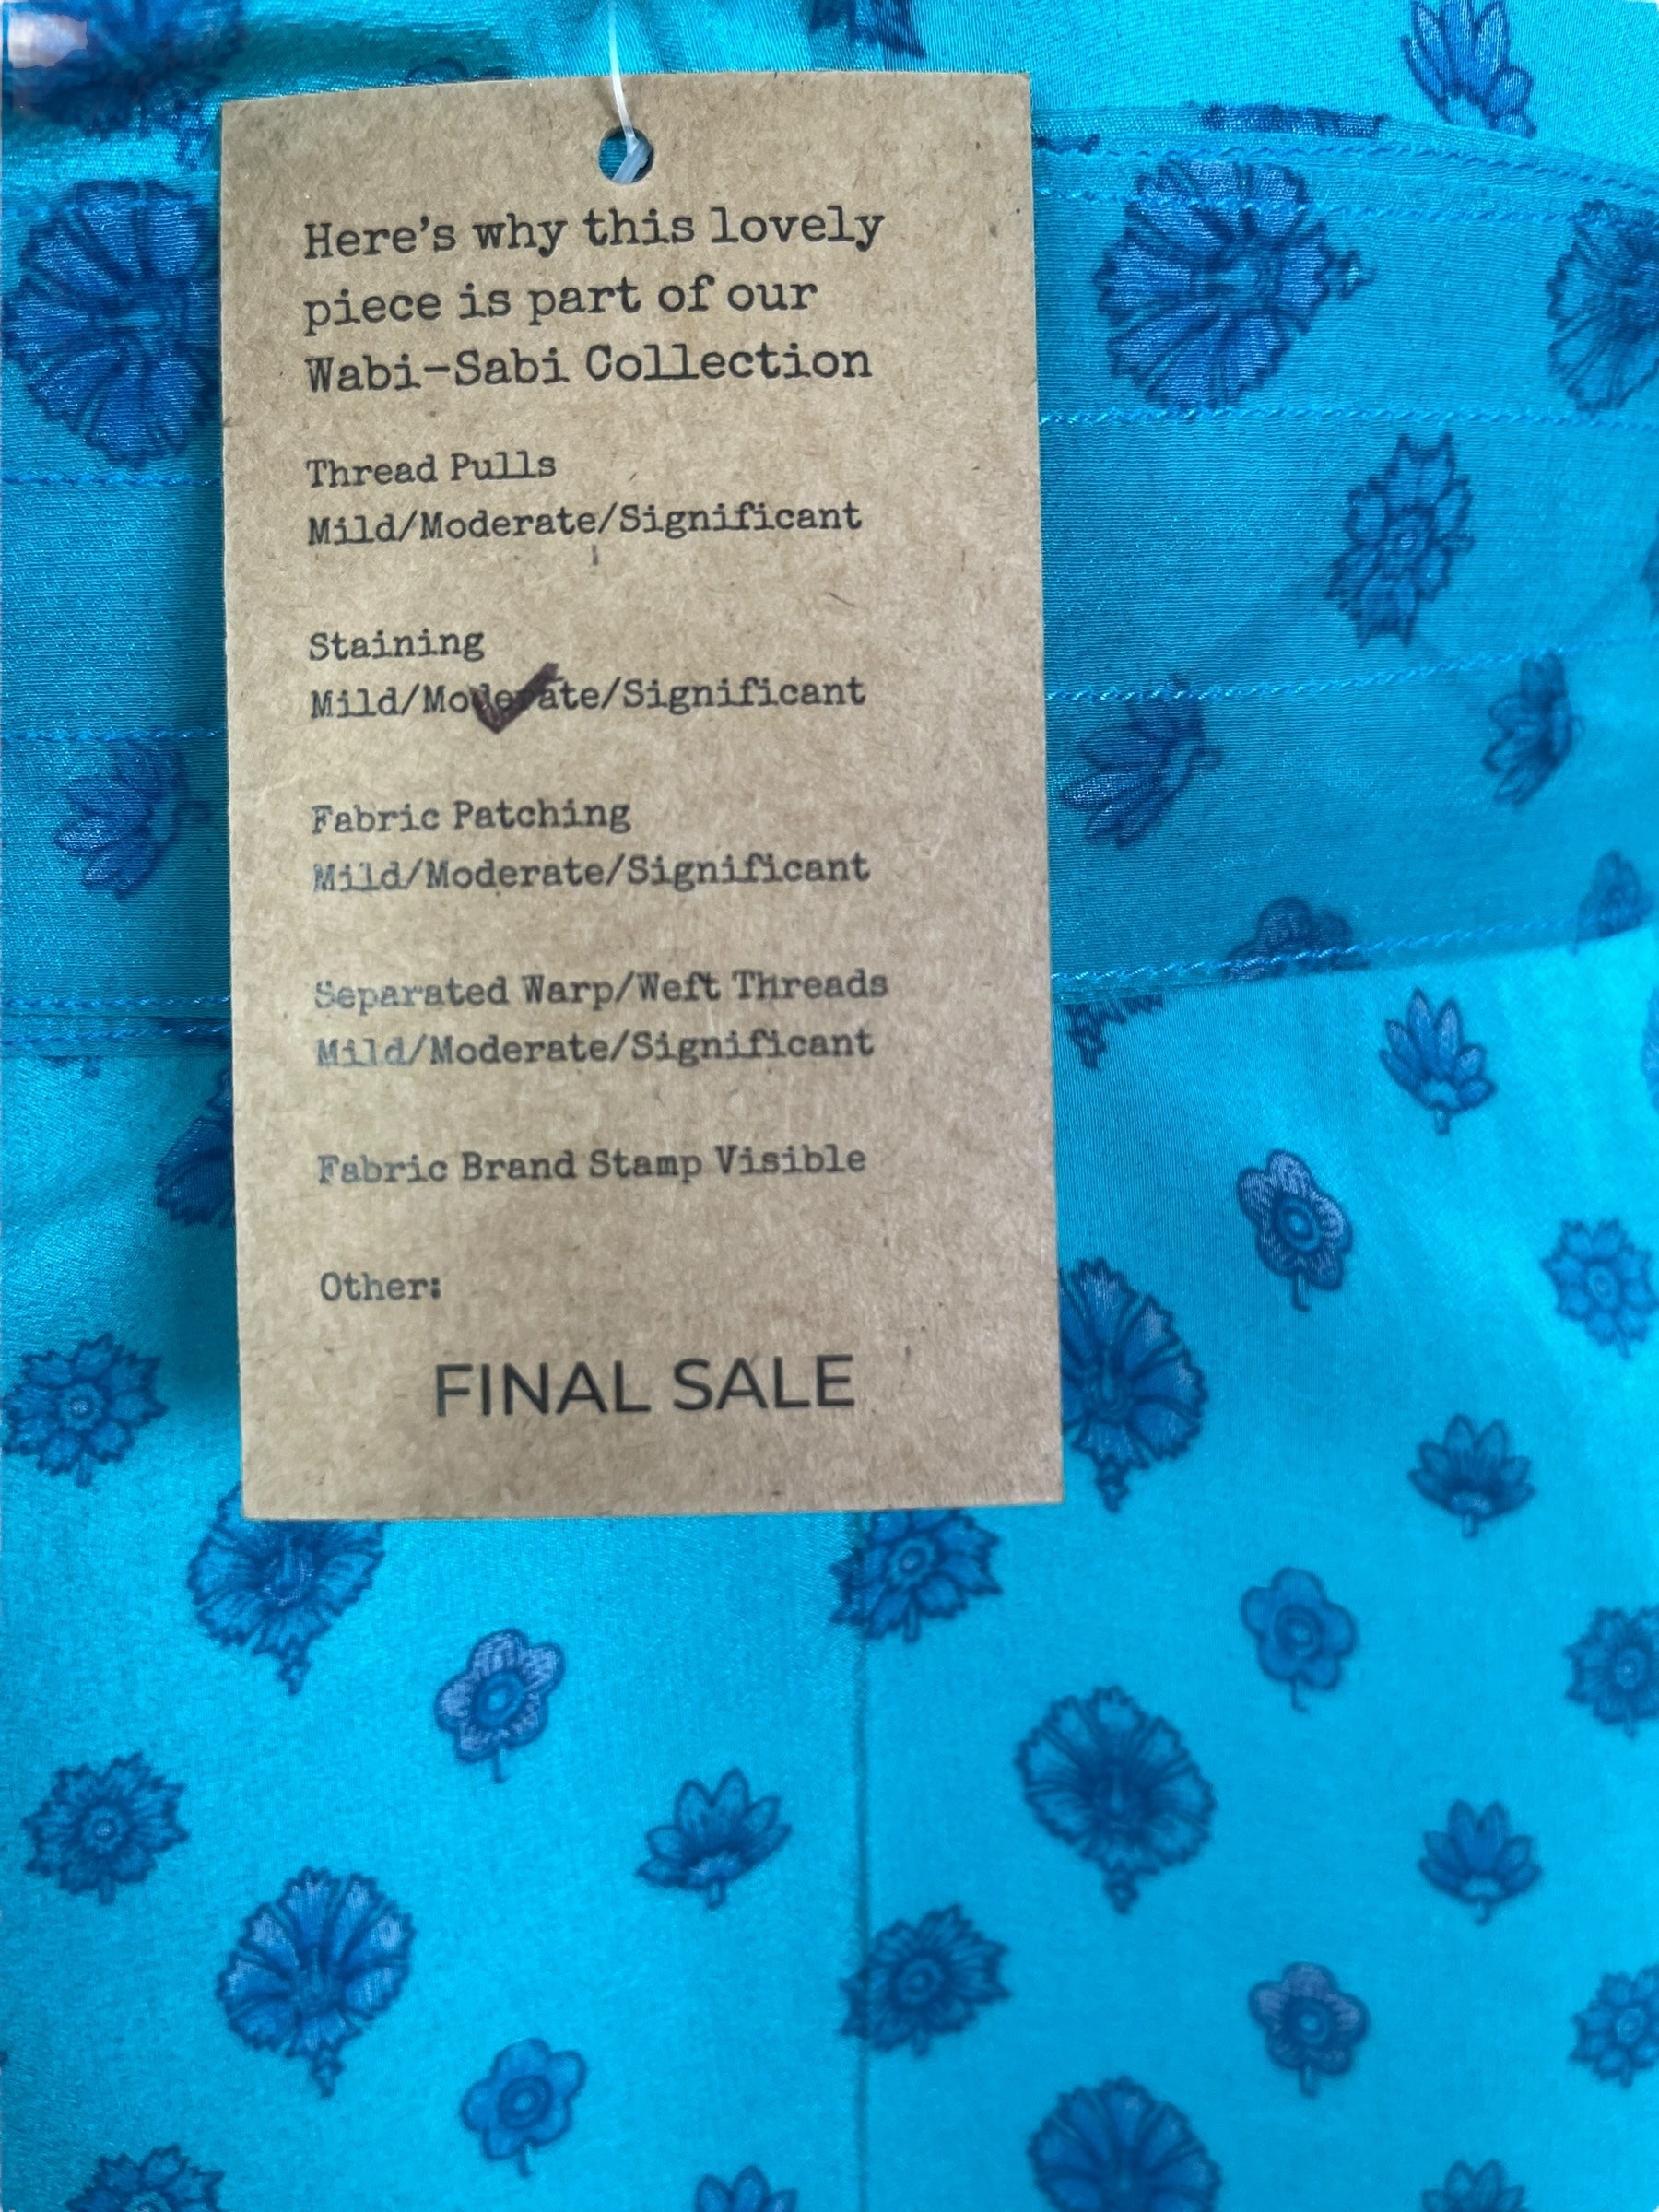 Here's why this lovely
piece is part of our
Wabi-Sabi Collection
Thread Pulls
Mild/Moderate/Significant
Staining
Mild/Moderate/Significant
Fabric Patching
Mild/Moderate/Significant
Separated Warp/Weft Threads
Mild/Moderate/Significant
Fabric Brand Stamp Visible
Other:
FINAL SALE